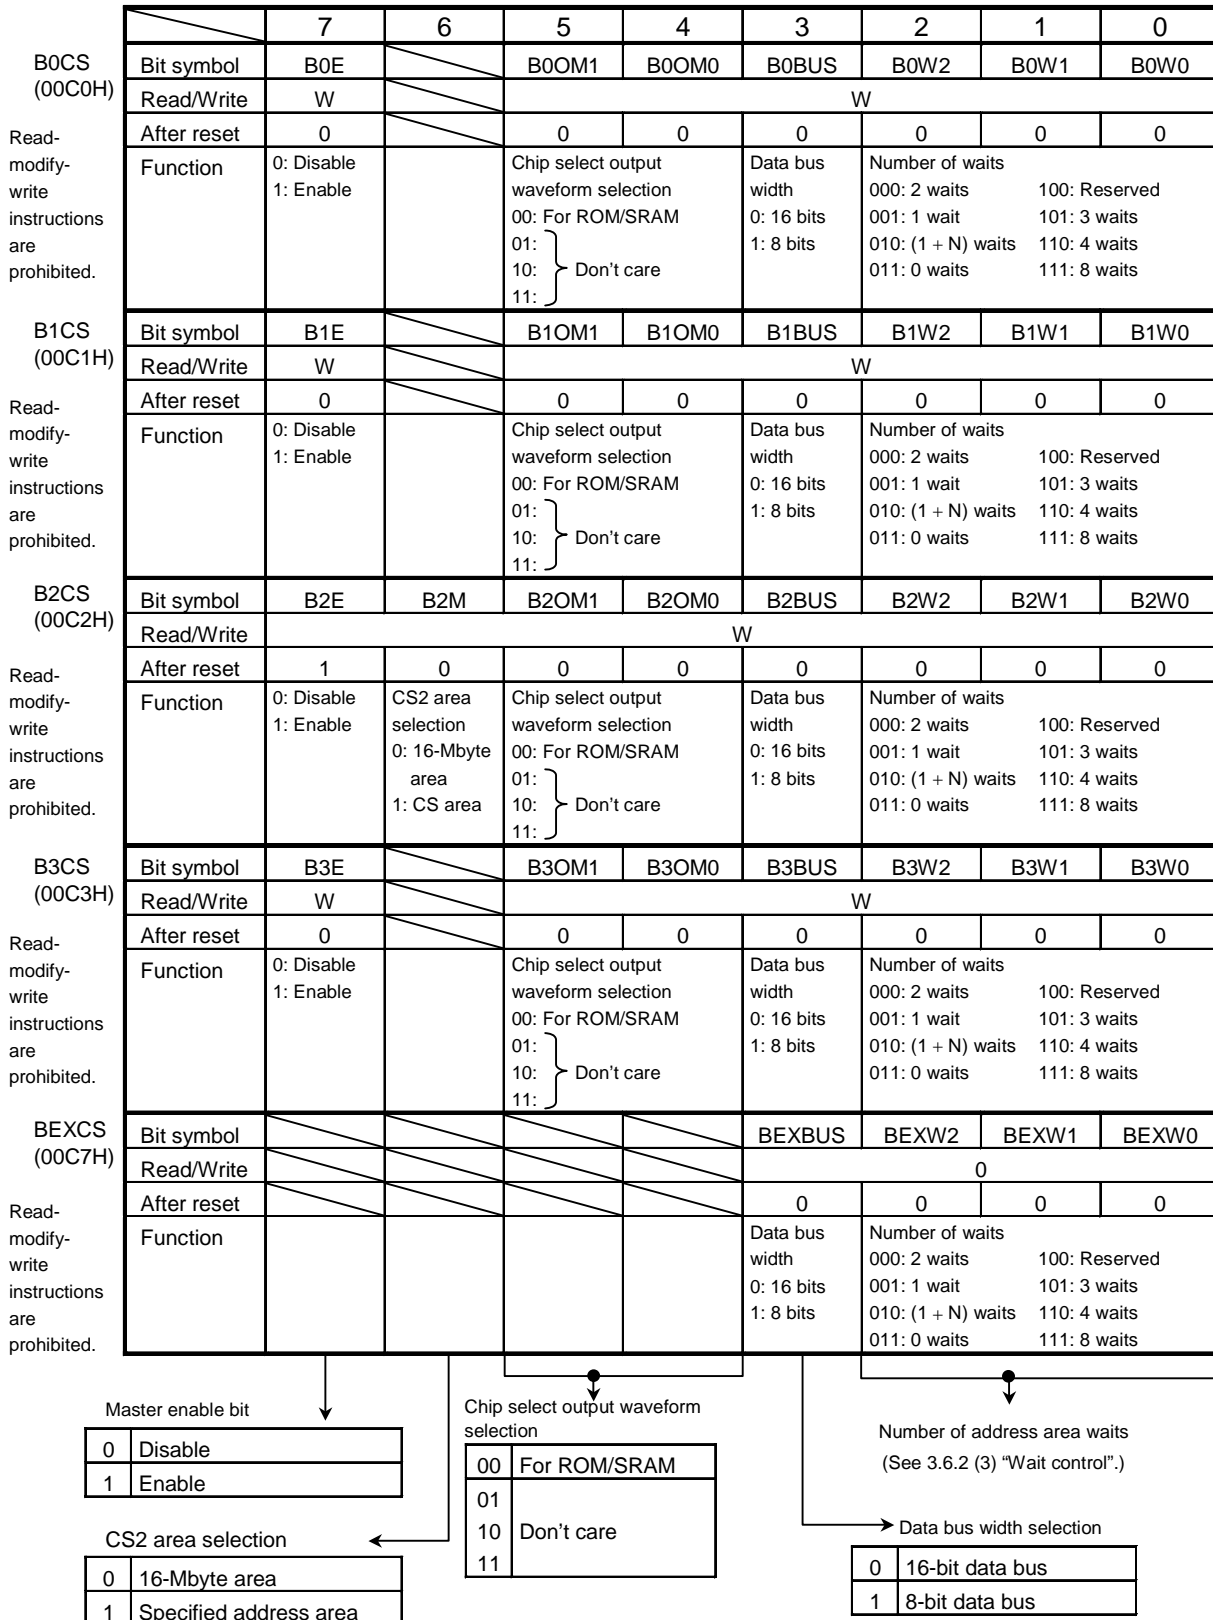 7 6 5 4 3 2 1 0
B0CS
(00C0H)
Bit symbol B0E B0OM1 B0OM0 B0BUS B0W2 B0W1 B0W0
Read/Write W W
After reset 0 0 0 0 0 0 0
Read-
modify-
write
instructions
are
prohibited.
Function
0: Disable
1: Enable
Chip select output
waveform selection
00: For ROM/SRAM
01:
10: Don't care
11:
Data bus
width
0: 16 bits
1: 8 bits
Number of waits
000: 2 waits 100: Reserved
001: 1 wait 101: 3 waits
010: (1 + N) waits 110: 4 waits
011: 0 waits 111: 8 waits
B1CS
(00C1H)
Bit symbol B1E B1OM1 B1OM0 B1BUS B1W2 B1W1 B1W0
Read/Write W W
After reset 0 0 0 0 0 0 0
Read-
modify-
write
instructions
are
prohibited.
Function
0: Disable
1: Enable
Chip select output
waveform selection
00: For ROM/SRAM
01:
10: Don't care
11:
Data bus
width
0: 16 bits
1: 8 bits
Number of waits
000: 2 waits 100: Reserved
001: 1 wait 101: 3 waits
010: (1 + N) waits 110: 4 waits
011: 0 waits 111: 8 waits
B2CS
(00C2H)
Bit symbol B2E B2M B2OM1 B2OM0 B2BUS B2W2 B2W1 B2W0
Read/Write W
After reset 1 0 0 0 0 0 0 0
Read-
modify-
write
instructions
are
prohibited.
Function
0: Disable
1: Enable
CS2 area
selection
0: 16-Mbyte
area
1: CS area
Chip select output
waveform selection
00: For ROM/SRAM
01:
10: Don't care
11:
Data bus
width
0: 16 bits
1: 8 bits
Number of waits
000: 2 waits 100: Reserved
001: 1 wait 101: 3 waits
010: (1 + N) waits 110: 4 waits
011: 0 waits 111: 8 waits
B3CS
(00C3H)
Bit symbol B3E B3OM1 B3OM0 B3BUS B3W2 B3W1 B3W0
Read/Write W W
After reset 0 0 0 0 0 0 0
Read-
modify-
write
instructions
are
prohibited.
Function
0: Disable
1: Enable
Chip select output
waveform selection
00: For ROM/SRAM
01:
10: Don't care
11:
Data bus
width
0: 16 bits
1: 8 bits
Number of waits
000: 2 waits 100: Reserved
001: 1 wait 101: 3 waits
010: (1 + N) waits 110: 4 waits
011: 0 waits 111: 8 waits
BEXCS
(00C7H)
Bit symbol BEXBUS BEXW2 BEXW1 BEXW0
Read/Write 0
After reset 0 0 0 0
Read-
modify-
write
instructions
are
prohibited.
Function
Data bus
width
0: 16 bits
1: 8 bits
Number of waits
000: 2 waits 100: Reserved
001: 1 wait 101: 3 waits
010: (1 + N) waits 110: 4 waits
011: 0 waits 111: 8 waits
Master enable bit
0 Disable
1 Enable
CS2 area selection
0 16-Mbyte area
1 Specified address area
Chip select output waveform
selection
00 For ROM/SRAM
01
10 Don't care
11
Number of address area waits
(See 3.6.2 (3) “Wait control”.)
Data bus width selection
0 16-bit data bus
1 8-bit data bus